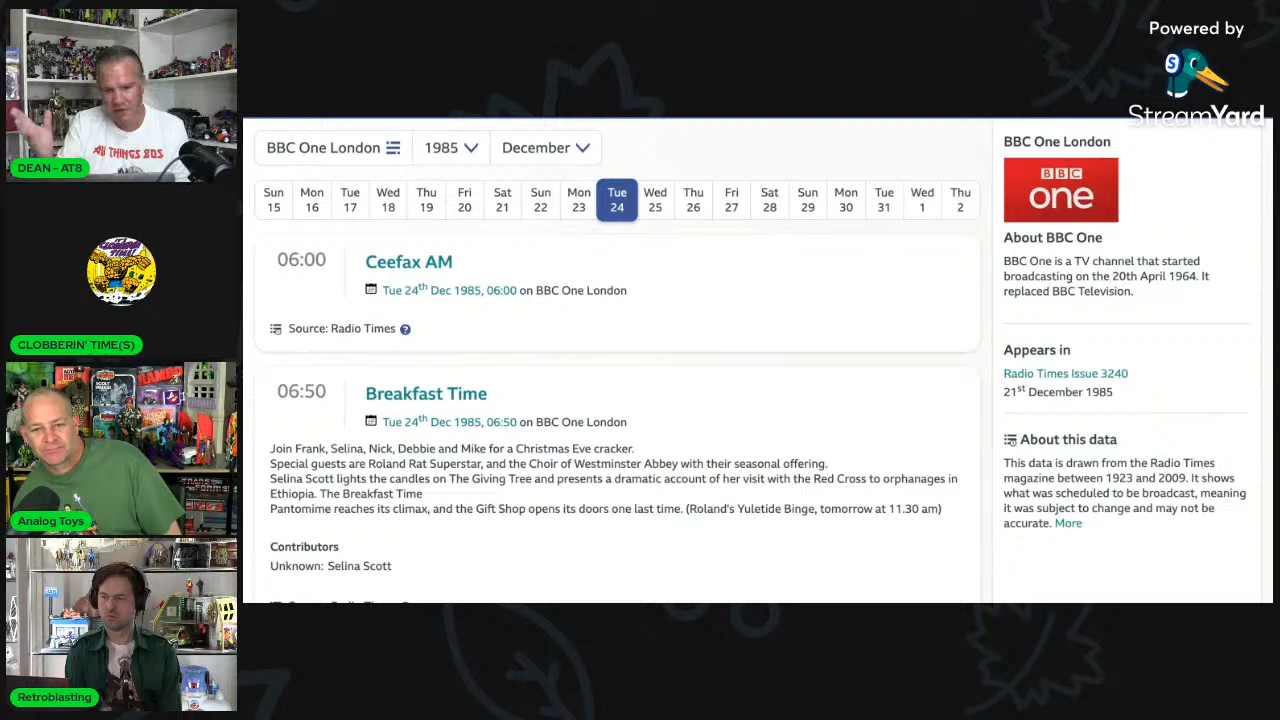 Powered by
S
StreamYard
ALL THINGS 80S
DEAN - AT8
CLOBBERIN' TIME(S)
RAMBO
Analog Toys
Retroblasting
BBC One London
1985
December
Sun 15
Mon 16
Tue 17
Wed 18
Thu 19
Fri 20
Sat 21
Sun 22
Mon 23
Tue 24
Wed 25
Thu 26
Fri 27
Sat 28
Sun 29
Mon 30
Tue 31
Wed 1
Thu 2
06:00
Ceefax AM
Tue 24th Dec 1985, 06:00 on BBC One London
Source: Radio Times ?
06:50
Breakfast Time
Tue 24th Dec 1985, 06:50 on BBC One London
Join Frank, Selina, Nick, Debbie and Mike for a Christmas Eve cracker.
Special guests are Roland Rat Superstar, and the Choir of Westminster Abbey with their seasonal offering.
Selina Scott lights the candles on The Giving Tree and presents a dramatic account of her visit with the Red Cross to orphanages in
Ethiopia. The Breakfast Time
Pantomime reaches its climax, and the Gift Shop opens its doors one last time. (Roland's Yuletide Binge, tomorrow at 11.30 am)
Contributors
Unknown: Selina Scott
BBC One London
BBC
one
About BBC One
BBC One is a TV channel that started
broadcasting on the 20th April 1964. It
replaced BBC Television.
Appears in
Radio Times Issue 3240
21st December 1985
About this data
This data is drawn from the Radio Times
magazine between 1923 and 2009. It shows
what was scheduled to be broadcast, meaning
it was subject to change and may not be
accurate. More